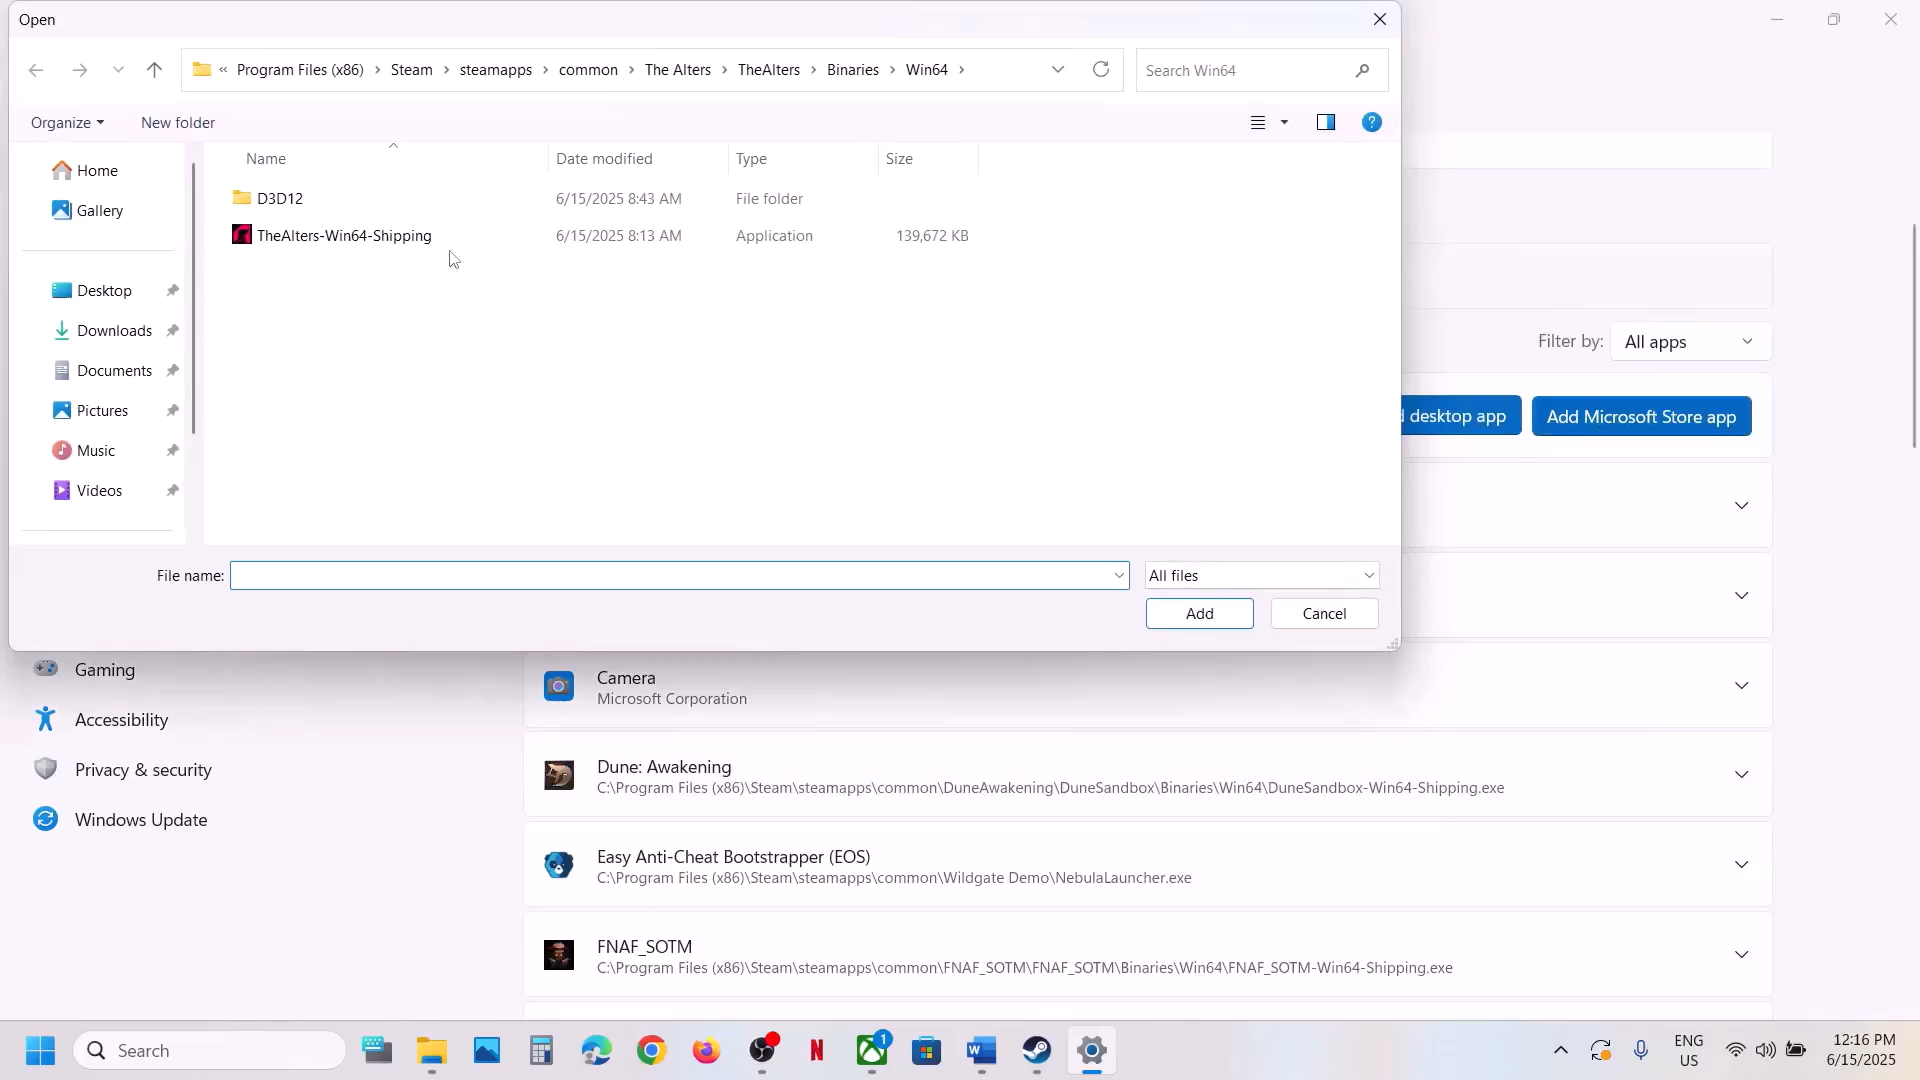 Open
« Program Files (x86) › Steam › steamapps › common › The Alters › TheAlters › Binaries › Win64 ›
Search Win64
Organize
New folder
Name
Date modified
Type
Size
Home
Gallery
Desktop
Downloads
Documents
Pictures
Music
Videos
D3D12 6/15/2025 8:43 AM File folder
TheAlters-Win64-Shipping 6/15/2025 8:13 AM Application 139,672 KB
File name:
All files
Add
Cancel
Filter by:
All apps
desktop app
Add Microsoft Store app
Gaming
Accessibility
Privacy & security
Windows Update
Camera
Microsoft Corporation
Dune: Awakening
C:\Program Files (x86)\Steam\steamapps\common\DuneAwakening\DuneSandbox\Binaries\Win64\DuneSandbox-Win64-Shipping.exe
Easy Anti-Cheat Bootstrapper (EOS)
C:\Program Files (x86)\Steam\steamapps\common\Wildgate Demo\NebulaLauncher.exe
FNAF_SOTM
C:\Program Files (x86)\Steam\steamapps\common\FNAF_SOTM\FNAF_SOTM\Binaries\Win64\FNAF_SOTM-Win64-Shipping.exe
Search
1
ENG
US
12:16 PM
6/15/2025